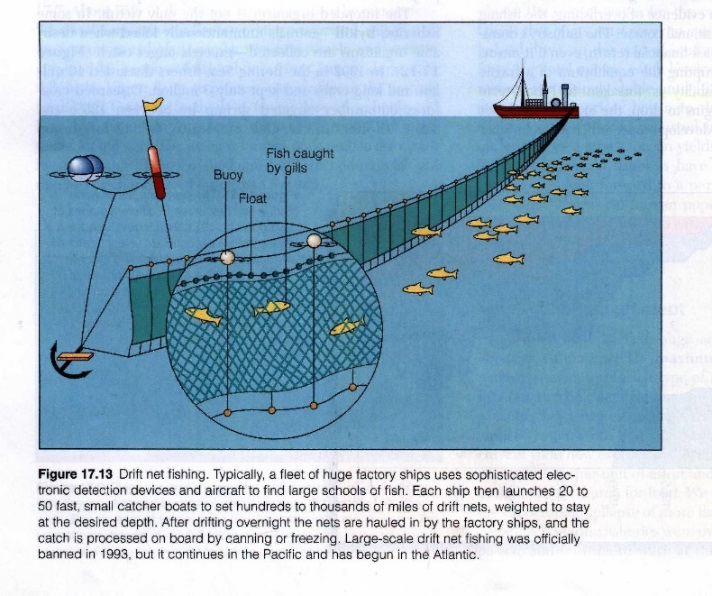 Fish caught
by gills
Buoy
Float
Figure 17.13 Drift net fishing. Typically, a fleet of huge factory ships uses sophisticated elec-
tronic detection devices and aircraft to find large schools of fish. Each ship then launches 20 to
50 fast, small catcher boats to set hundreds to thousands of miles of drift nets, weighted to stay
at the desired depth. After drifting overnight the nets are hauled in by the factory ships, and the
catch is processed on board by canning or freezing. Large-scale drift net fishing was officially
banned in 1993, but it continues in the Pacific and has begun in the Atlantic.